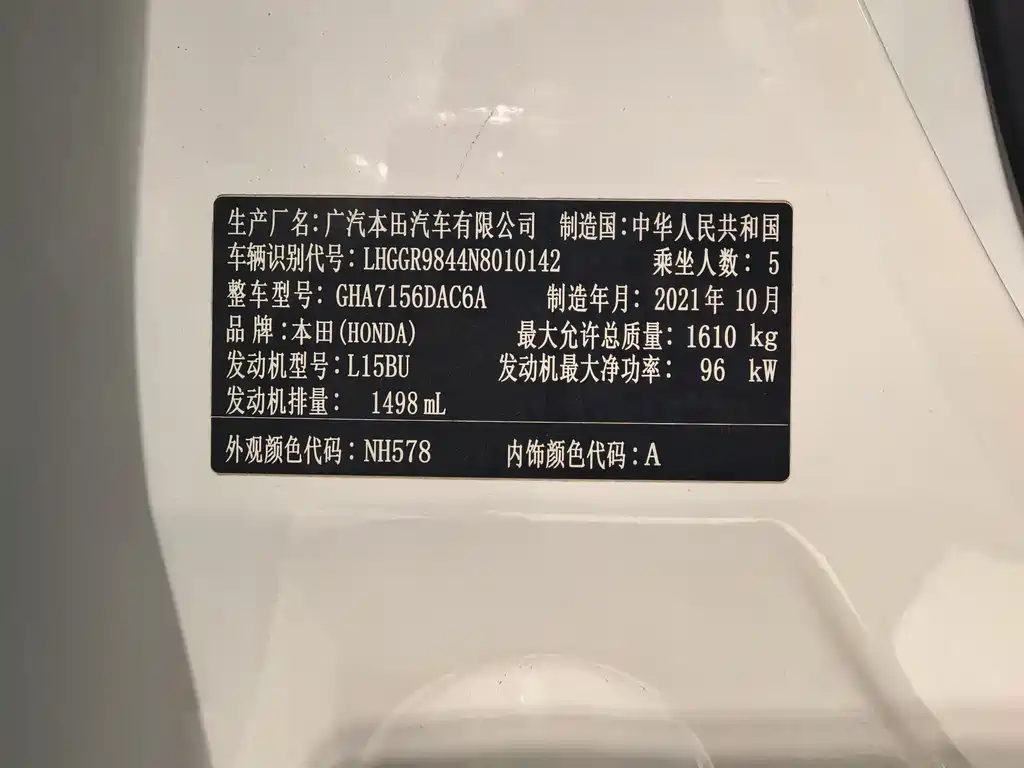 生产厂名:广汽本田汽车有限公司 制造国:中华人民共和国
车辆识别代号:LHGGR9844N8010142 乘坐人数:5
整车型号:GHA7156DAC6A 制造年月:2021年10月
品牌:本田(HONDA) 最大允许总质量:1610 kg
发动机型号:L15BU 发动机最大净功率:96 kW
发动机排量:1498 mL
外观颜色代码:NH578 内饰颜色代码:A